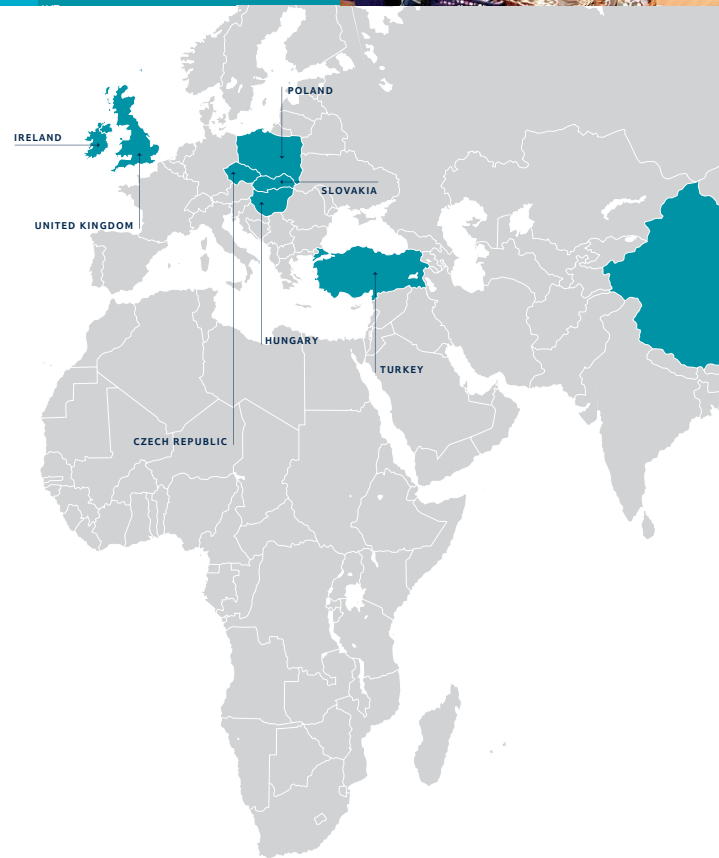 POLAND
IRELAND
SLOVAKIA
UNITED KINGDOM
HUNGARY
TURKEY
CZECH REPUBLIC